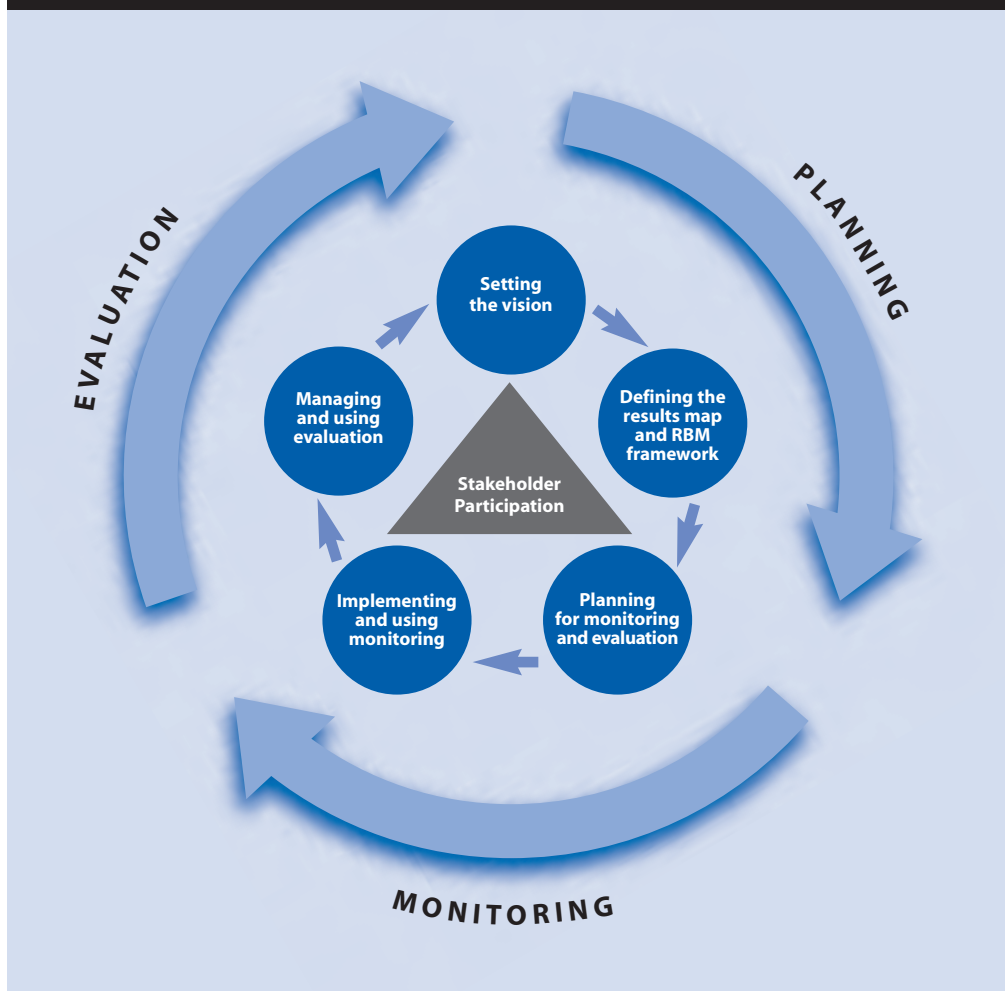 EVALUATION
PLANNING
Setting
the vision
Managing
and using
evaluation
Defining the
results map
and RBM
framework
Stakeholder
Participation
Implementing
and using
monitoring
Planning
for monitoring
and evaluation
MONITORING